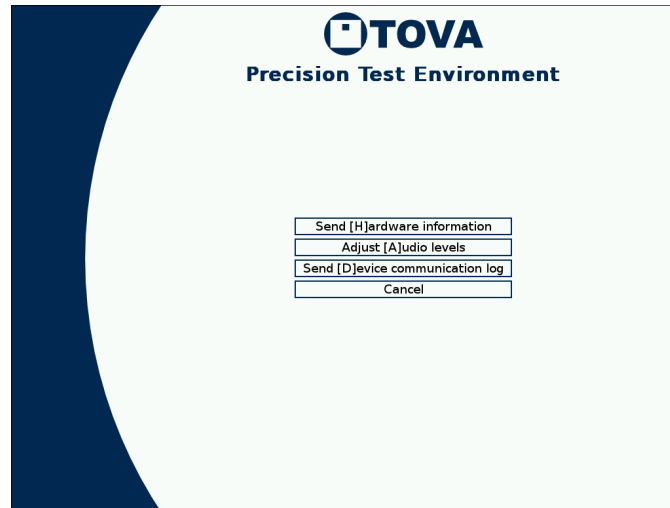 TOVA
Precision Test Environment
Send [H]ardware information
Adjust [A]udio levels
Send [D]evice communication log
Cancel